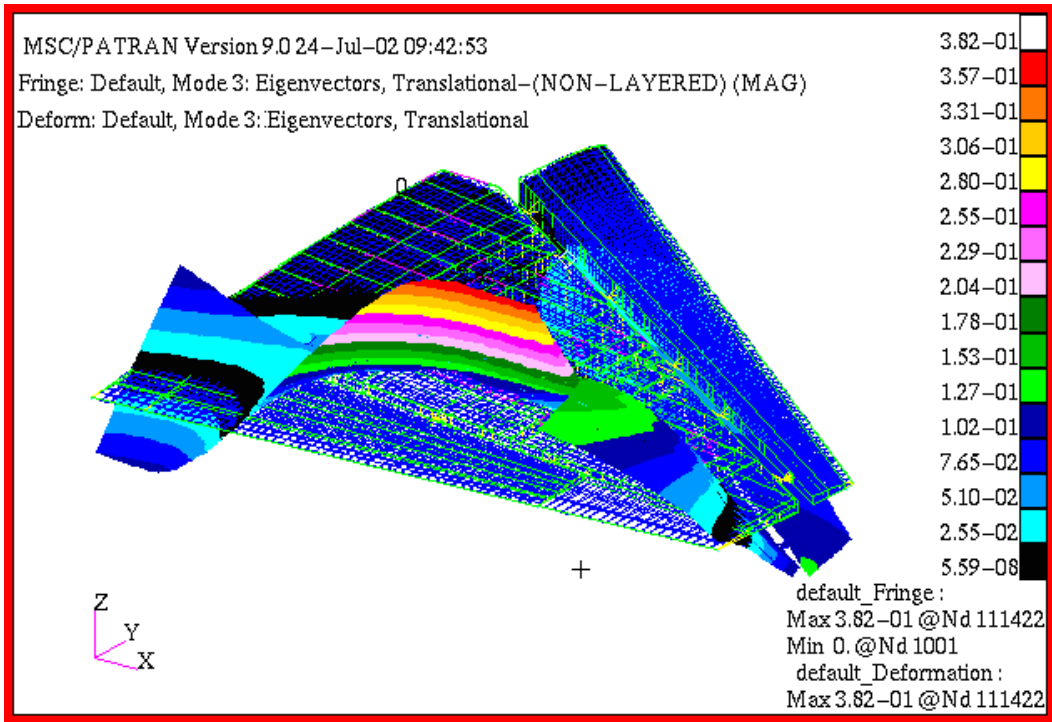 MSC/PATRAN Version 9.0 24-Jul-02 09:42:53
Fringe: Default, Mode 3: Eigenvectors, Translational-(NON-LAYERED) (MAG)
Deform: Default, Mode 3: Eigenvectors, Translational
3.82-01
3.57-01
3.31-01
3.06-01
2.80-01
2.55-01
2.29-01
2.04-01
1.78-01
1.53-01
1.27-01
1.02-01
7.65-02
5.10-02
2.55-02
5.59-08
0
Z
Y
X
default_Fringe :
Max 3.82-01 @Nd 111422
Min 0. @Nd 1001
default_Deformation :
Max 3.82-01 @Nd 111422